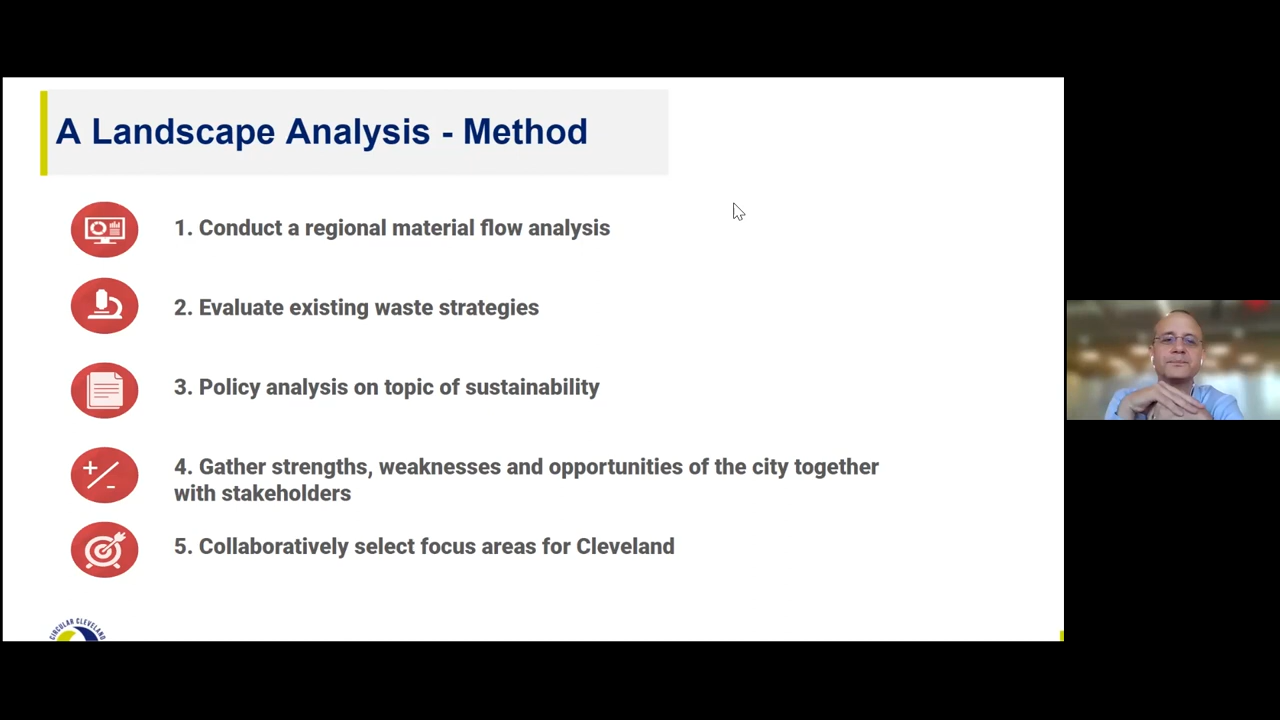 A Landscape Analysis - Method
1. Conduct a regional material flow analysis
2. Evaluate existing waste strategies
3. Policy analysis on topic of sustainability
4. Gather strengths, weaknesses and opportunities of the city together
with stakeholders
5. Collaboratively select focus areas for Cleveland
CIRCULAR CLEVELAND